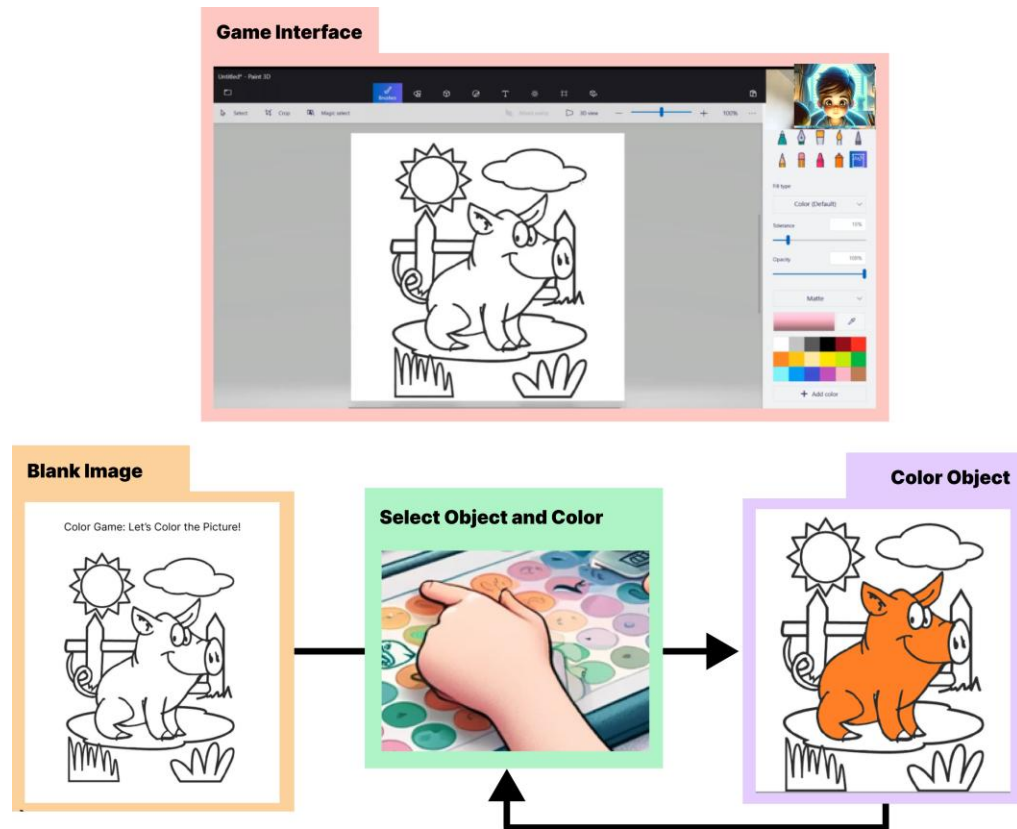 Game Interface
Untitled* - Paint 3D
Brushes
Select Crop Magic select 3D view 100%
Fill type
Color (Default)
Tolerance 10%
Opacity 100%
Matte
+ Add color
Blank Image
Color Game: Let's Color the Picture!
Select Object and Color
Color Object